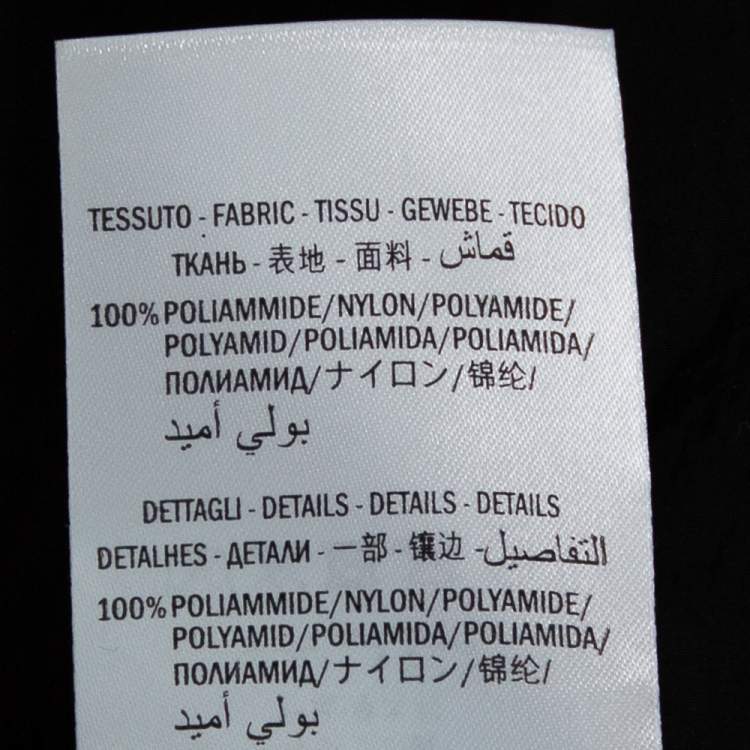 TESSUTO - FABRIC - TISSU - GEWEBE - TECIDO
ТКАНЬ - 表地 - 面料 - قماش
100% POLIAMMIDE/NYLON/POLYAMIDE/
POLYAMID/POLIAMIDA/POLIAMIDA/
ПОЛИАМИД/ナイロン/锦纶/
بولي أميد
DETTAGLI - DETAILS - DETAILS - DETAILS
DETALHES - ДЕТАЛИ - 一部 - 镶边 - التفاصيل
100% POLIAMMIDE/NYLON/POLYAMIDE/
POLYAMID/POLIAMIDA/POLIAMIDA/
ПОЛИАМИД/ナイロン/锦纶/
بولي أميد